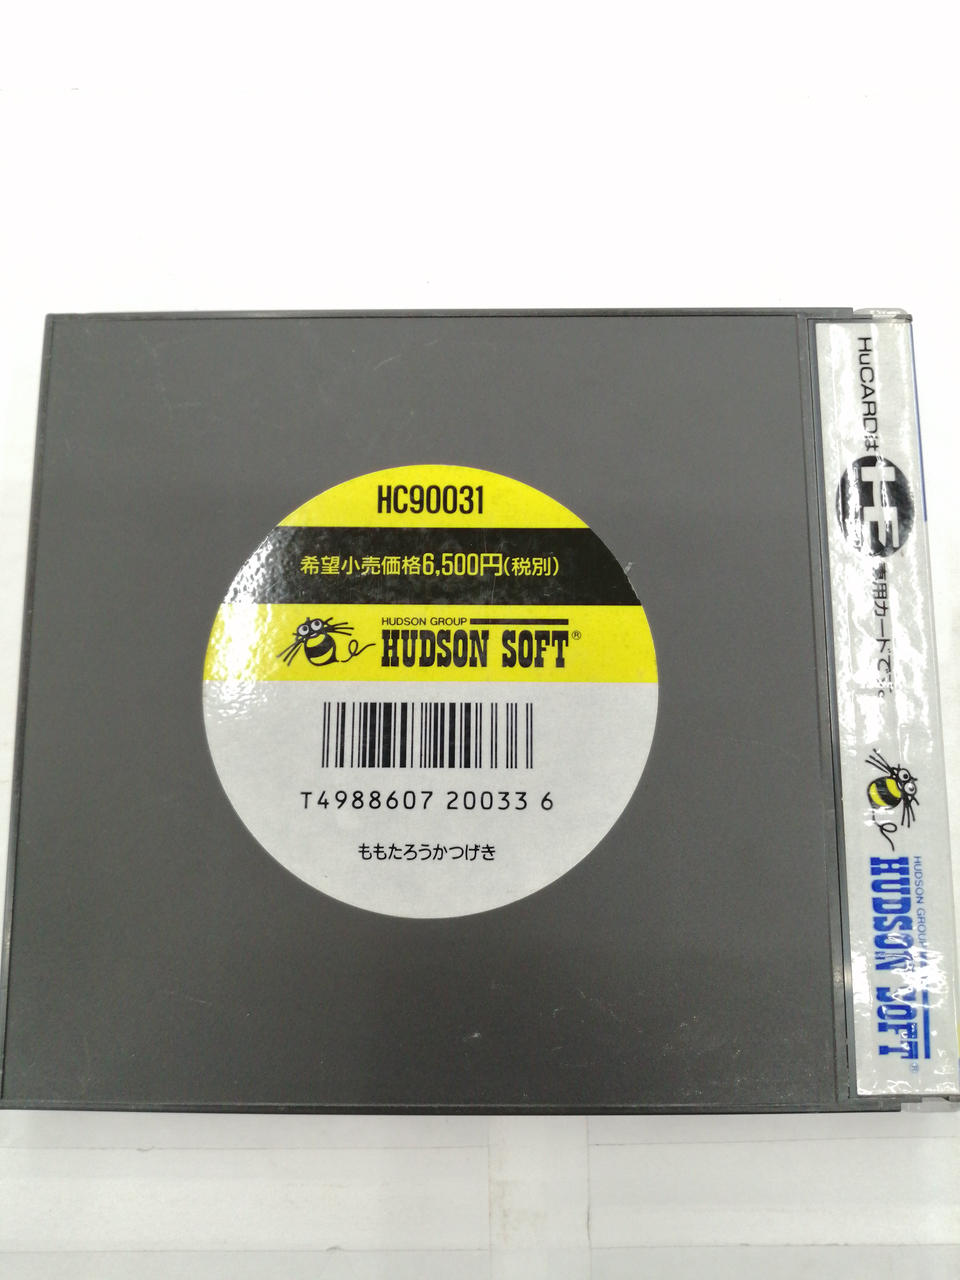 HC90031
希望小売価格6,500円(税別)
HUDSON GROUP
HUDSON SOFT®
T4988607 20033 6
ももたろうかつげき
HuCARDは
専用カードです。
HUDSON GROUP
HUDSON SOFT®